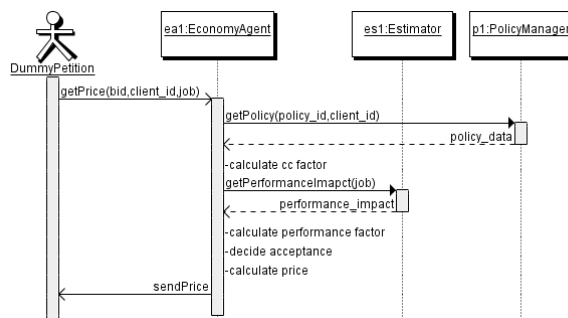 ea1:EconomyAgent
es1:Estimator
p1:PolicyManager
DummyPetition
getPrice(bid,client_id,job)
getPolicy(policy_id,client_id)
policy_data
-calculate cc factor
getPerformanceImapct(job)
performance_impact
-calculate performance factor
-decide acceptance
-calculate price
sendPrice